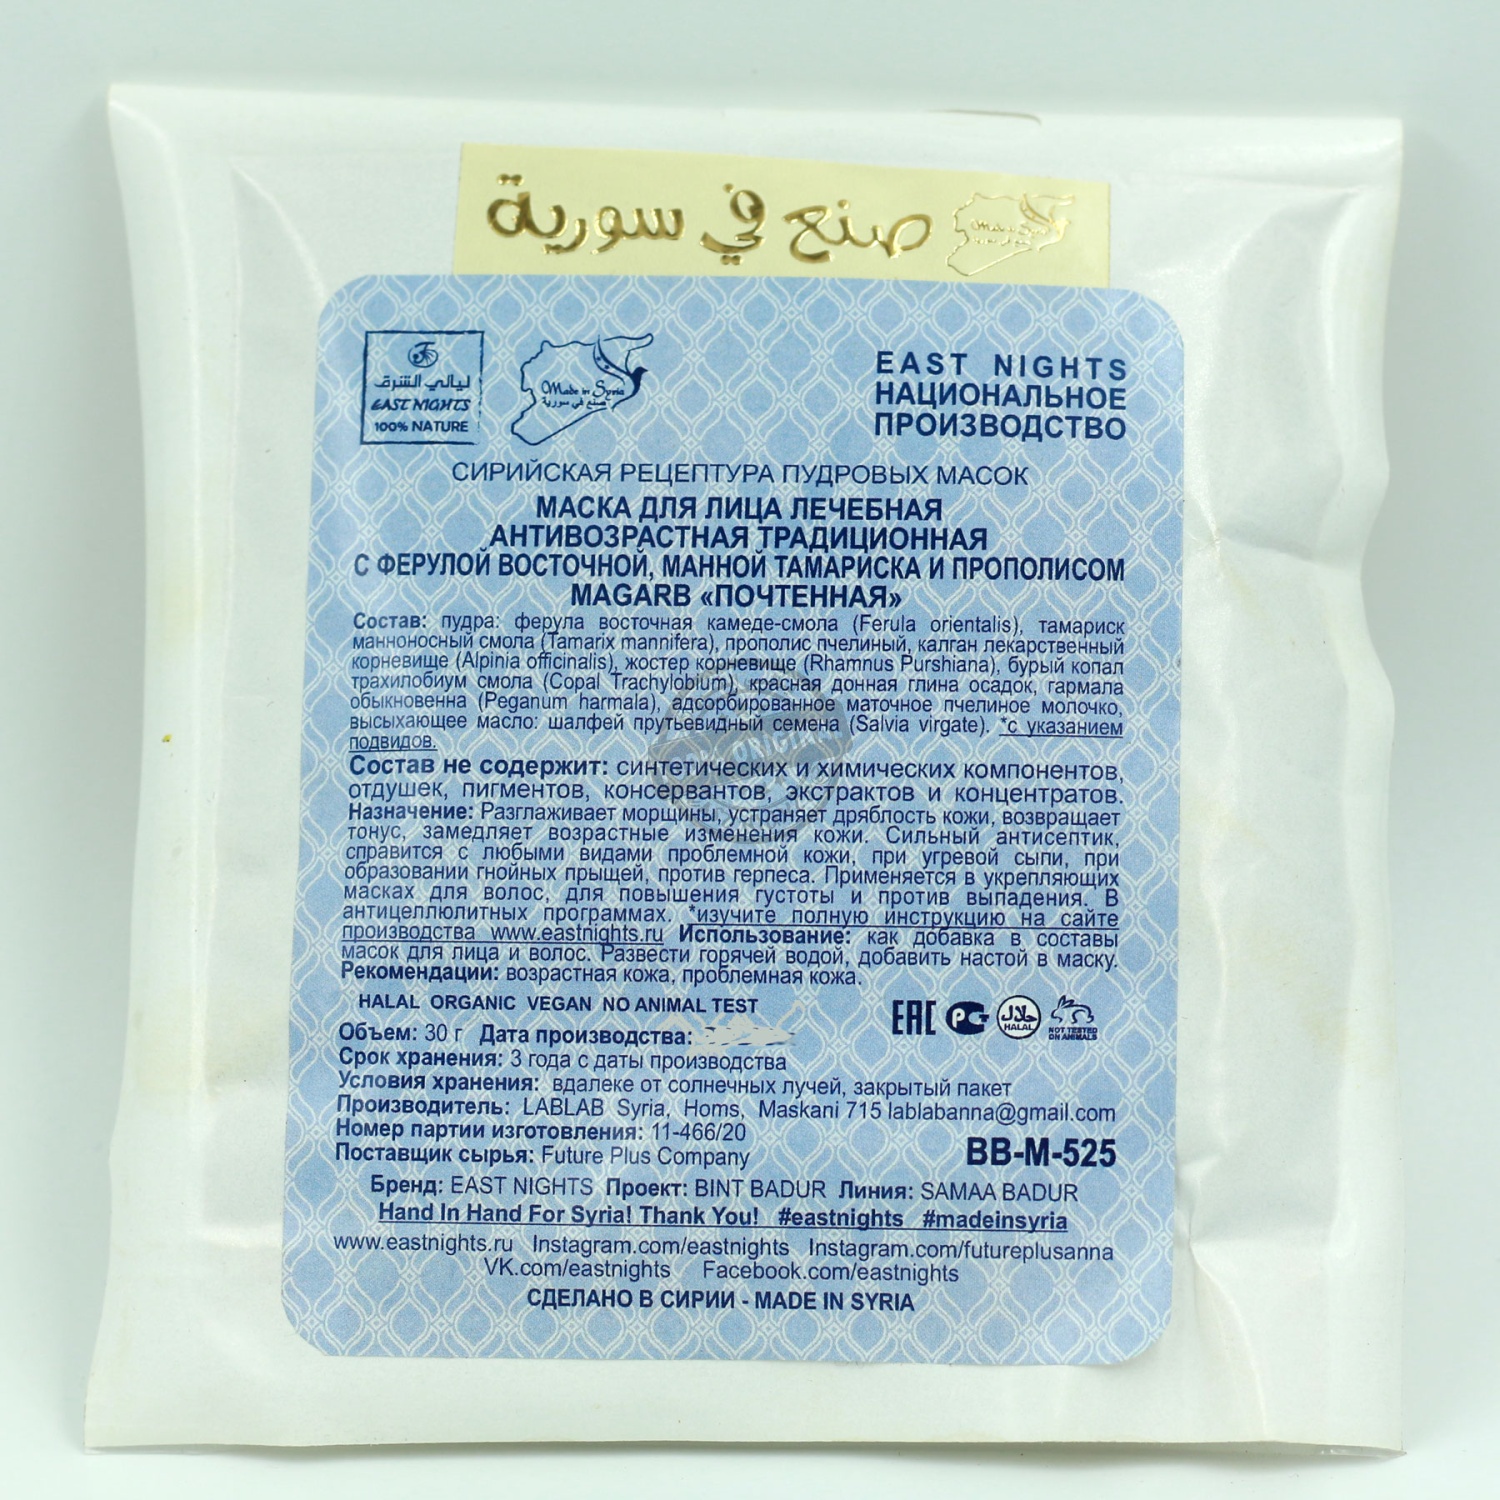 صنع في سورية
Made in Syria
ليالي الشرق
EAST NIGHTS
100% NATURE
Made in Syria
صنع في سورية
EAST NIGHTS
НАЦИОНАЛЬНОЕ
ПРОИЗВОДСТВО
СИРИЙСКАЯ РЕЦЕПТУРА ПУДРОВЫХ МАСОК
МАСКА ДЛЯ ЛИЦА ЛЕЧЕБНАЯ
АНТИВОЗРАСТНАЯ ТРАДИЦИОННАЯ
С ФЕРУЛОЙ ВОСТОЧНОЙ, МАННОЙ ТАМАРИСКА И ПРОПОЛИСОМ
MAGARB «ПОЧТЕННАЯ»
Состав: пудра: ферула восточная камеде-смола (Ferula orientalis), тамариск
манноносный смола (Tamarix mannifera), прополис пчелиный, калган лекарственный
корневище (Alpinia officinalis), жостер корневище (Rhamnus Purshiana), бурый копал
трахилобиум смола (Copal Trachylobium), красная донная глина осадок, гармала
обыкновенна (Peganum harmala), адсорбированное маточное пчелиное молочко,
высыхающее масло: шалфей прутьевидный семена (Salvia virgate). *с указанием
подвидов.
Состав не содержит: синтетических и химических компонентов,
отдушек, пигментов, консервантов, экстрактов и концентратов.
Назначение: Разглаживает морщины, устраняет дряблость кожи, возвращает
тонус, замедляет возрастные изменения кожи. Сильный антисептик,
справится с любыми видами проблемной кожи, при угревой сыпи, при
образовании гнойных прыщей, против герпеса. Применяется в укрепляющих
масках для волос, для повышения густоты и против выпадения. В
антицеллюлитных программах. *изучите полную инструкцию на сайте
производства www.eastnights.ru Использование: как добавка в составы
масок для лица и волос. Развести горячей водой, добавить настой в маску.
Рекомендации: возрастная кожа, проблемная кожа.
HALAL ORGANIC VEGAN NO ANIMAL TEST
EAC
حلال
HALAL
NOT TESTED
ON ANIMALS
Объем: 30 г Дата производства:
Срок хранения: 3 года с даты производства
Условия хранения: вдалеке от солнечных лучей, закрытый пакет
Производитель: LABLAB Syria, Homs, Maskani 715 lablabanna@gmail.com
Номер партии изготовления: 11-466/20
Поставщик сырья: Future Plus Company
BB-M-525
Бренд: EAST NIGHTS Проект: BINT BADUR Линия: SAMAA BADUR
Hand In Hand For Syria! Thank You! #eastnights #madeinsyria
www.eastnights.ru Instagram.com/eastnights Instagram.com/futureplusanna
VK.com/eastnights Facebook.com/eastnights
СДЕЛАНО В СИРИИ - MADE IN SYRIA